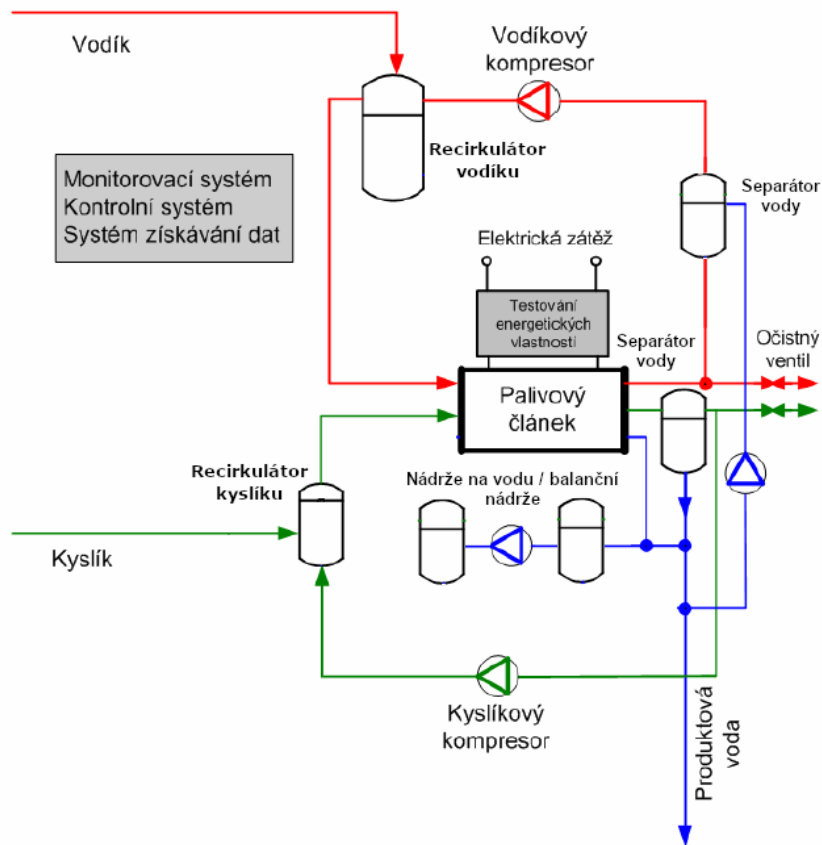 Vodík
Vodíkový
kompresor
Recirkulátor
vodíku
Separátor
vody
Monitorovací systém
Kontrolní systém
Systém získávání dat
Elektrická zátěž
Testování
energetických
vlastností
Separátor
vody
Očistný
ventil
Palivový
článek
Recirkulátor
kyslíku
Nádrže na vodu / balanční
nádrže
Kyslík
Kyslíkový
kompresor
Produktová
voda